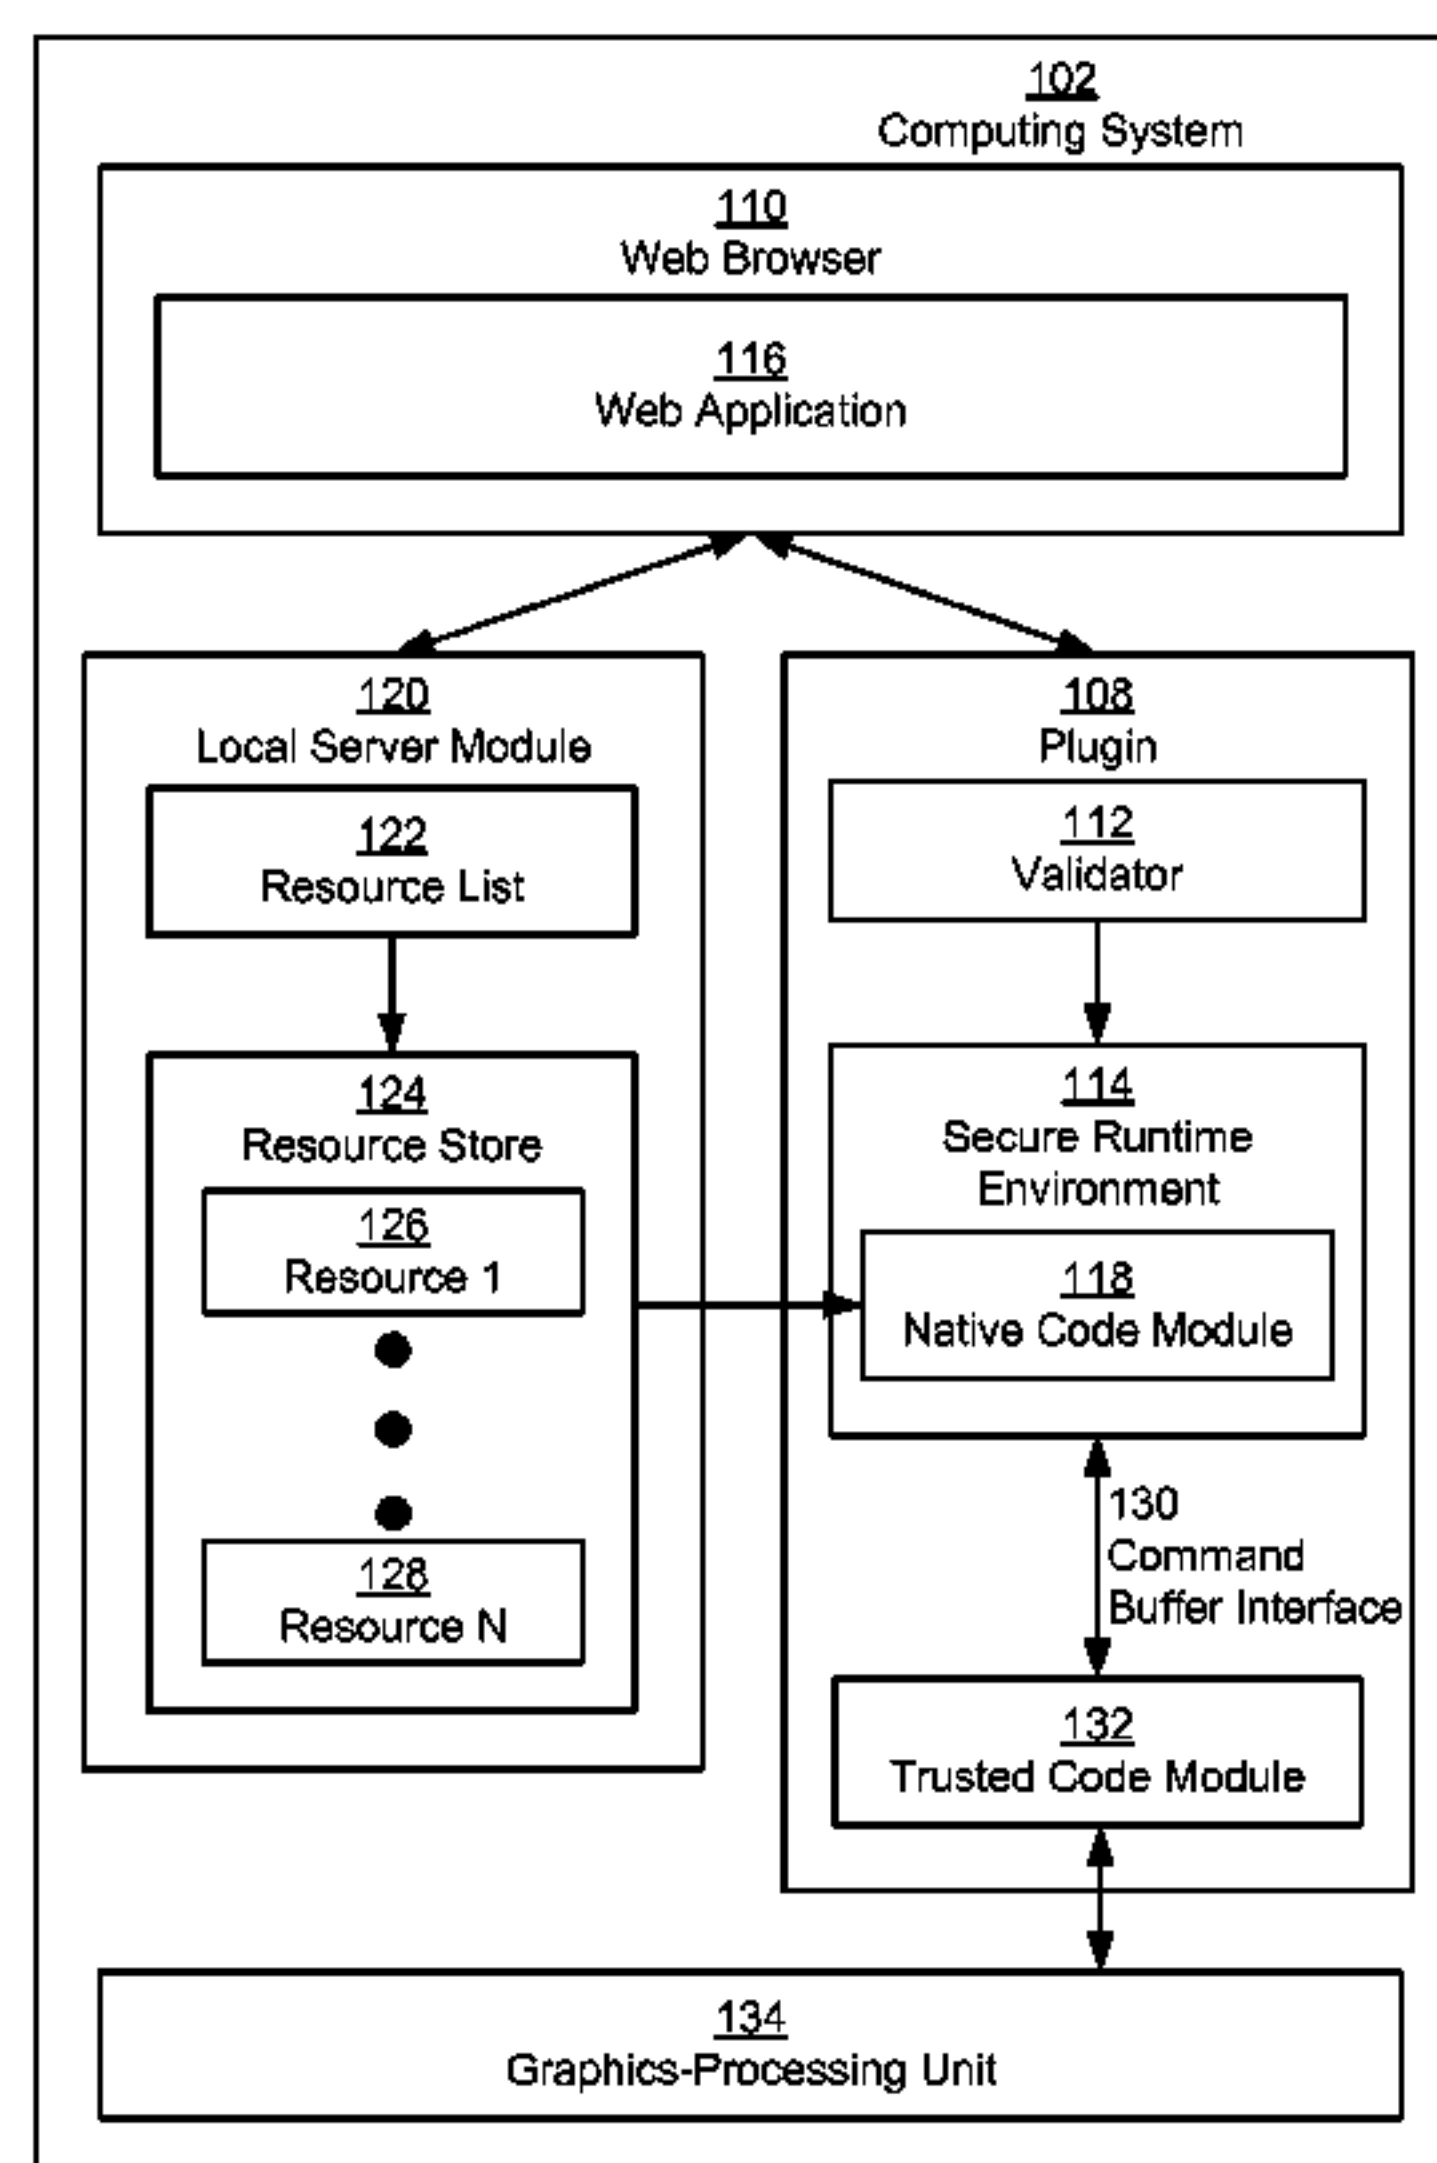 102
Computing System
110
Web Browser
116
Web Application
120
Local Server Module
122
Resource List
124
Resource Store
126
Resource 1
128
Resource N
108
Plugin
112
Validator
114
Secure Runtime
Environment
118
Native Code Module
130
Command
Buffer Interface
132
Trusted Code Module
134
Graphics-Processing Unit